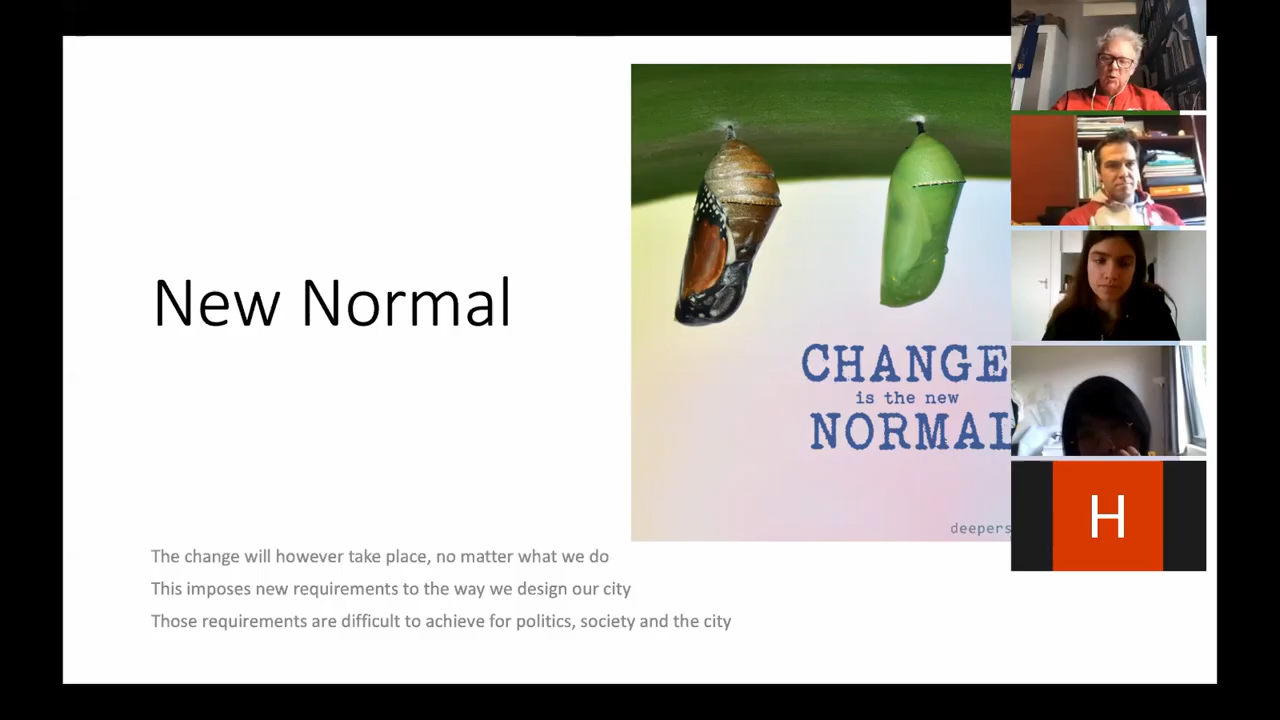 New Normal
CHANGE
is the new
NORMAL
deepers
The change will however take place, no matter what we do
This imposes new requirements to the way we design our city
Those requirements are difficult to achieve for politics, society and the city
H